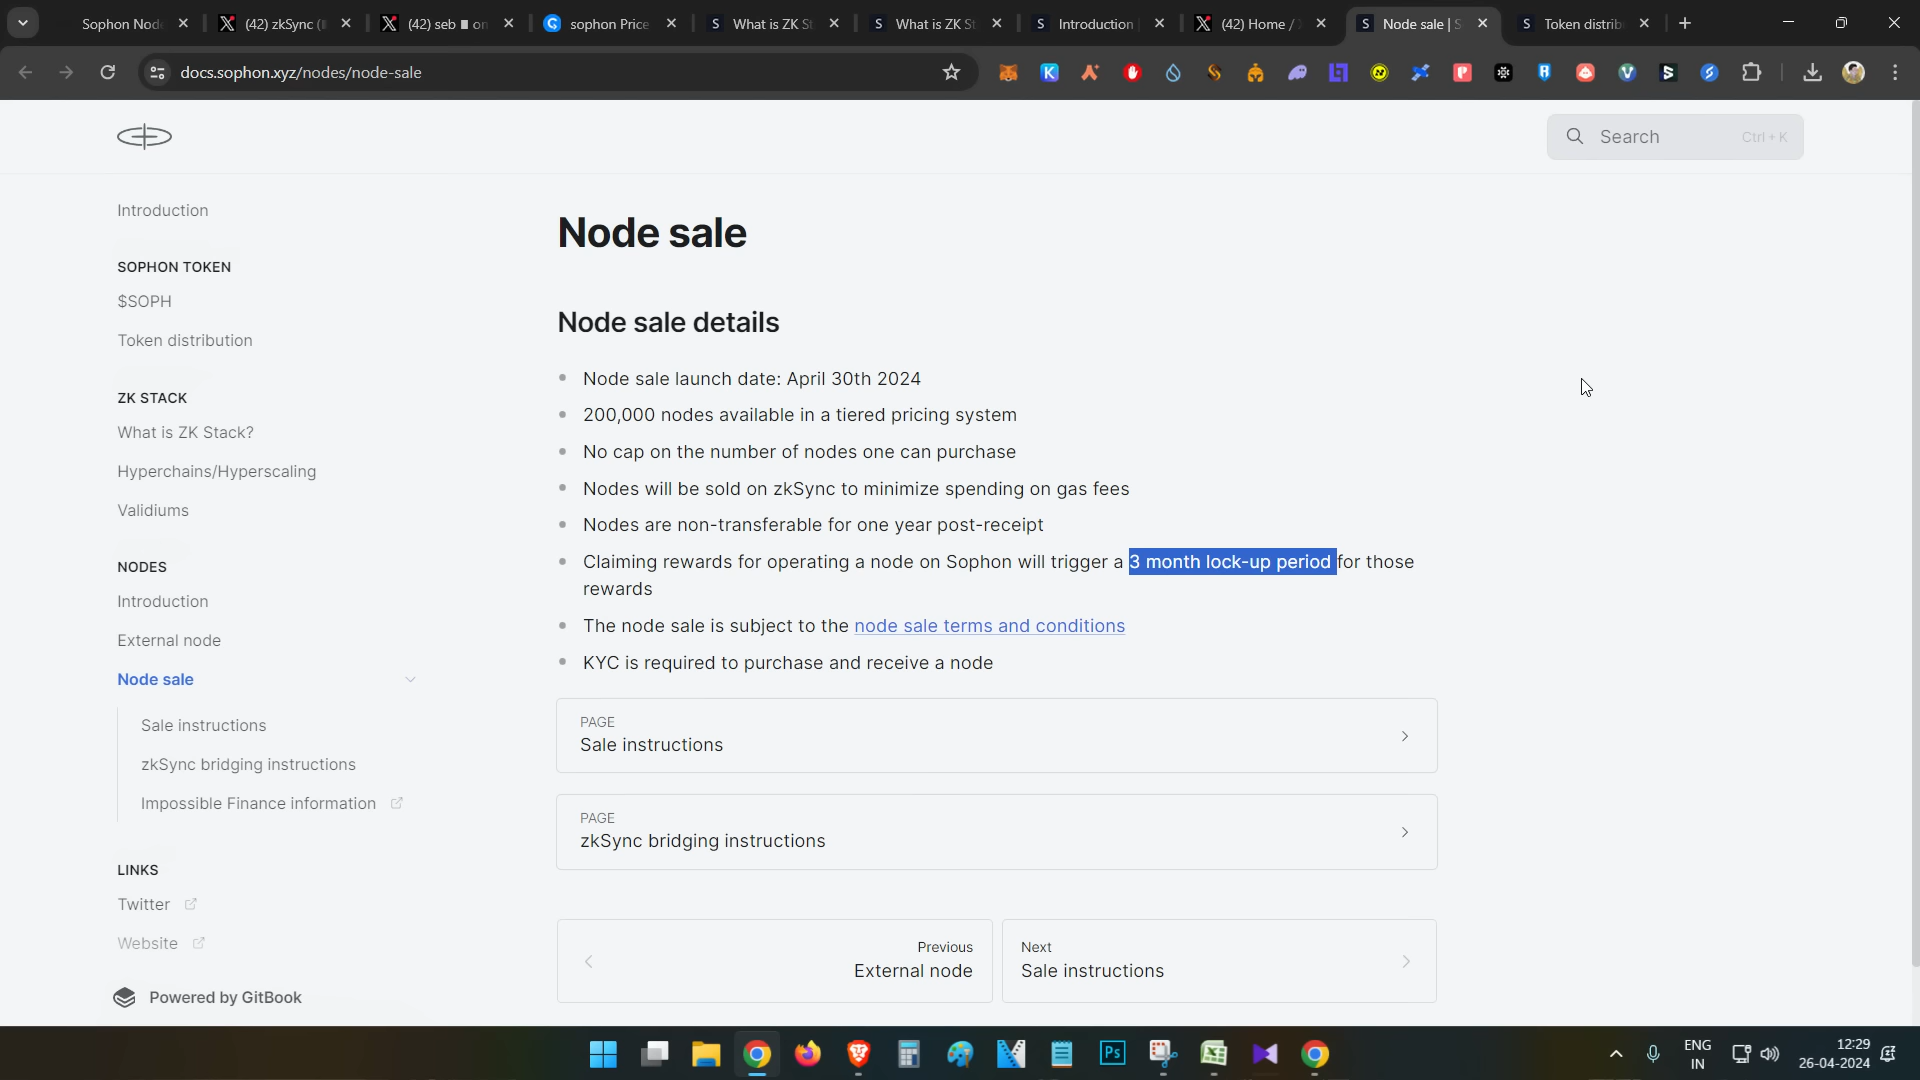 Sophon Nod
(42) zkSync (
(42) seb on
sophon Price
What is ZK St
What is ZK St
Introduction
(42) Home /
Node sale | S
Token distrib
docs.sophon.xyz/nodes/node-sale
Search
Ctrl + K
Introduction
SOPHON TOKEN
$SOPH
Token distribution
ZK STACK
What is ZK Stack?
Hyperchains/Hyperscaling
Validiums
NODES
Introduction
External node
Node sale
Sale instructions
zkSync bridging instructions
Impossible Finance information
LINKS
Twitter
Website
Powered by GitBook
Node sale
Node sale details
• Node sale launch date: April 30th 2024
• 200,000 nodes available in a tiered pricing system
• No cap on the number of nodes one can purchase
• Nodes will be sold on zkSync to minimize spending on gas fees
• Nodes are non-transferable for one year post-receipt
• Claiming rewards for operating a node on Sophon will trigger a 3 month lock-up period for those
rewards
• The node sale is subject to the node sale terms and conditions
• KYC is required to purchase and receive a node
PAGE
Sale instructions
PAGE
zkSync bridging instructions
Previous
External node
Next
Sale instructions
Ps
ENG
IN
12:29
26-04-2024